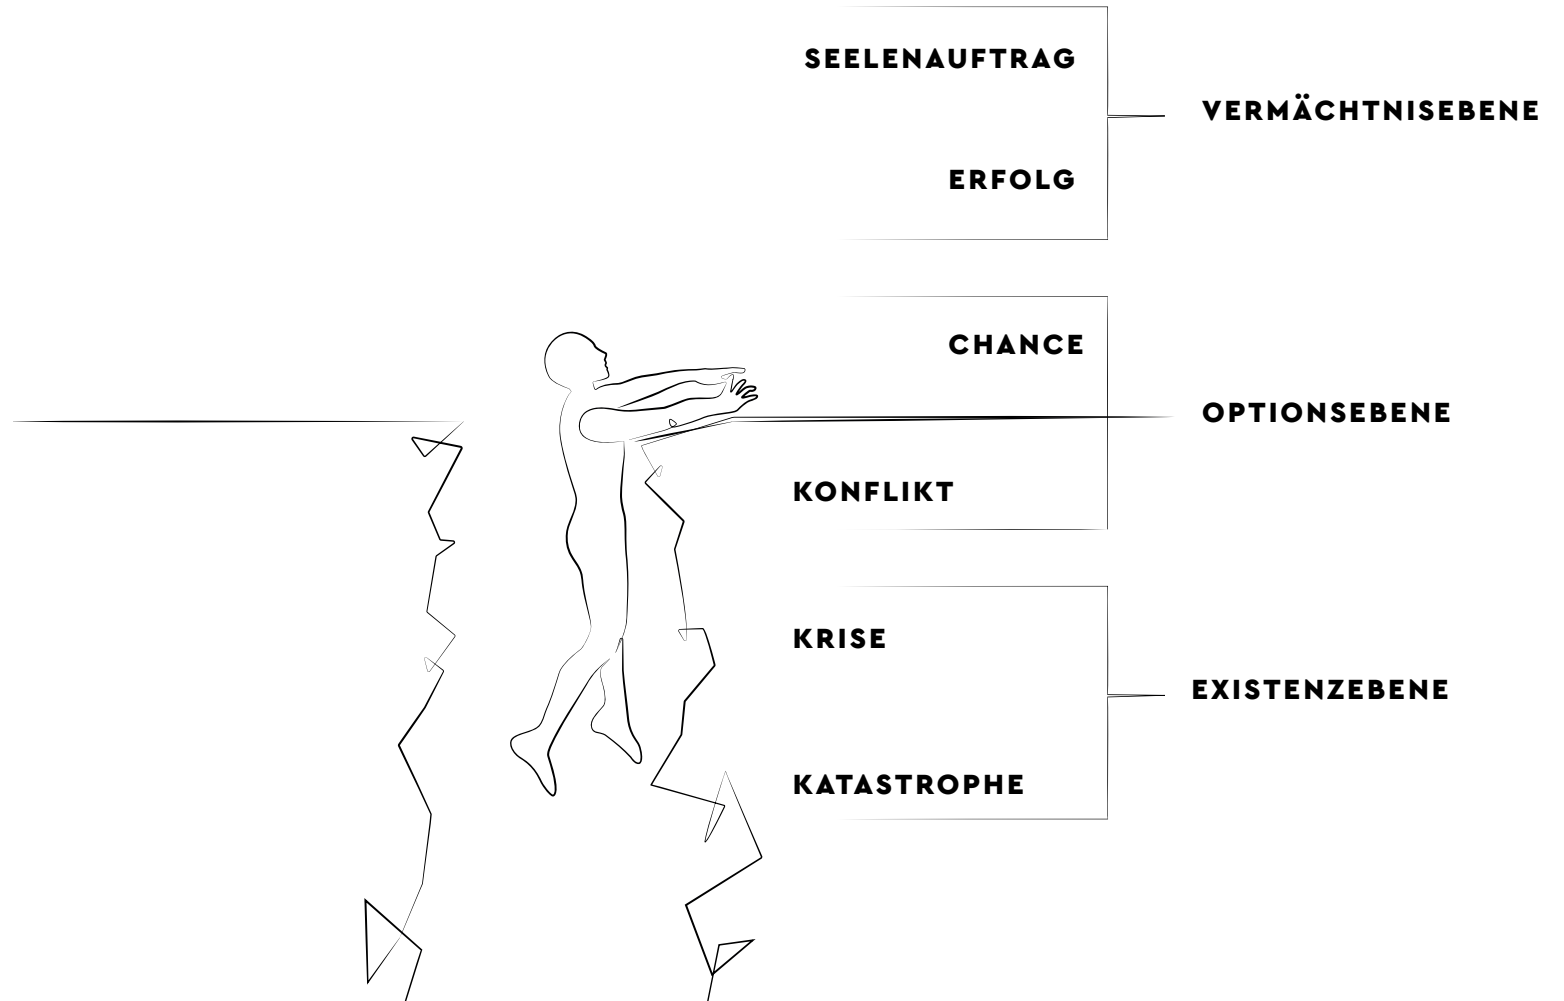 SEELENAUFTRAG
VERMÄCHTNISEBENE
ERFOLG
CHANCE
OPTIONSEBENE
KONFLIKT
KRISE
EXISTENZEBENE
KATASTROPHE